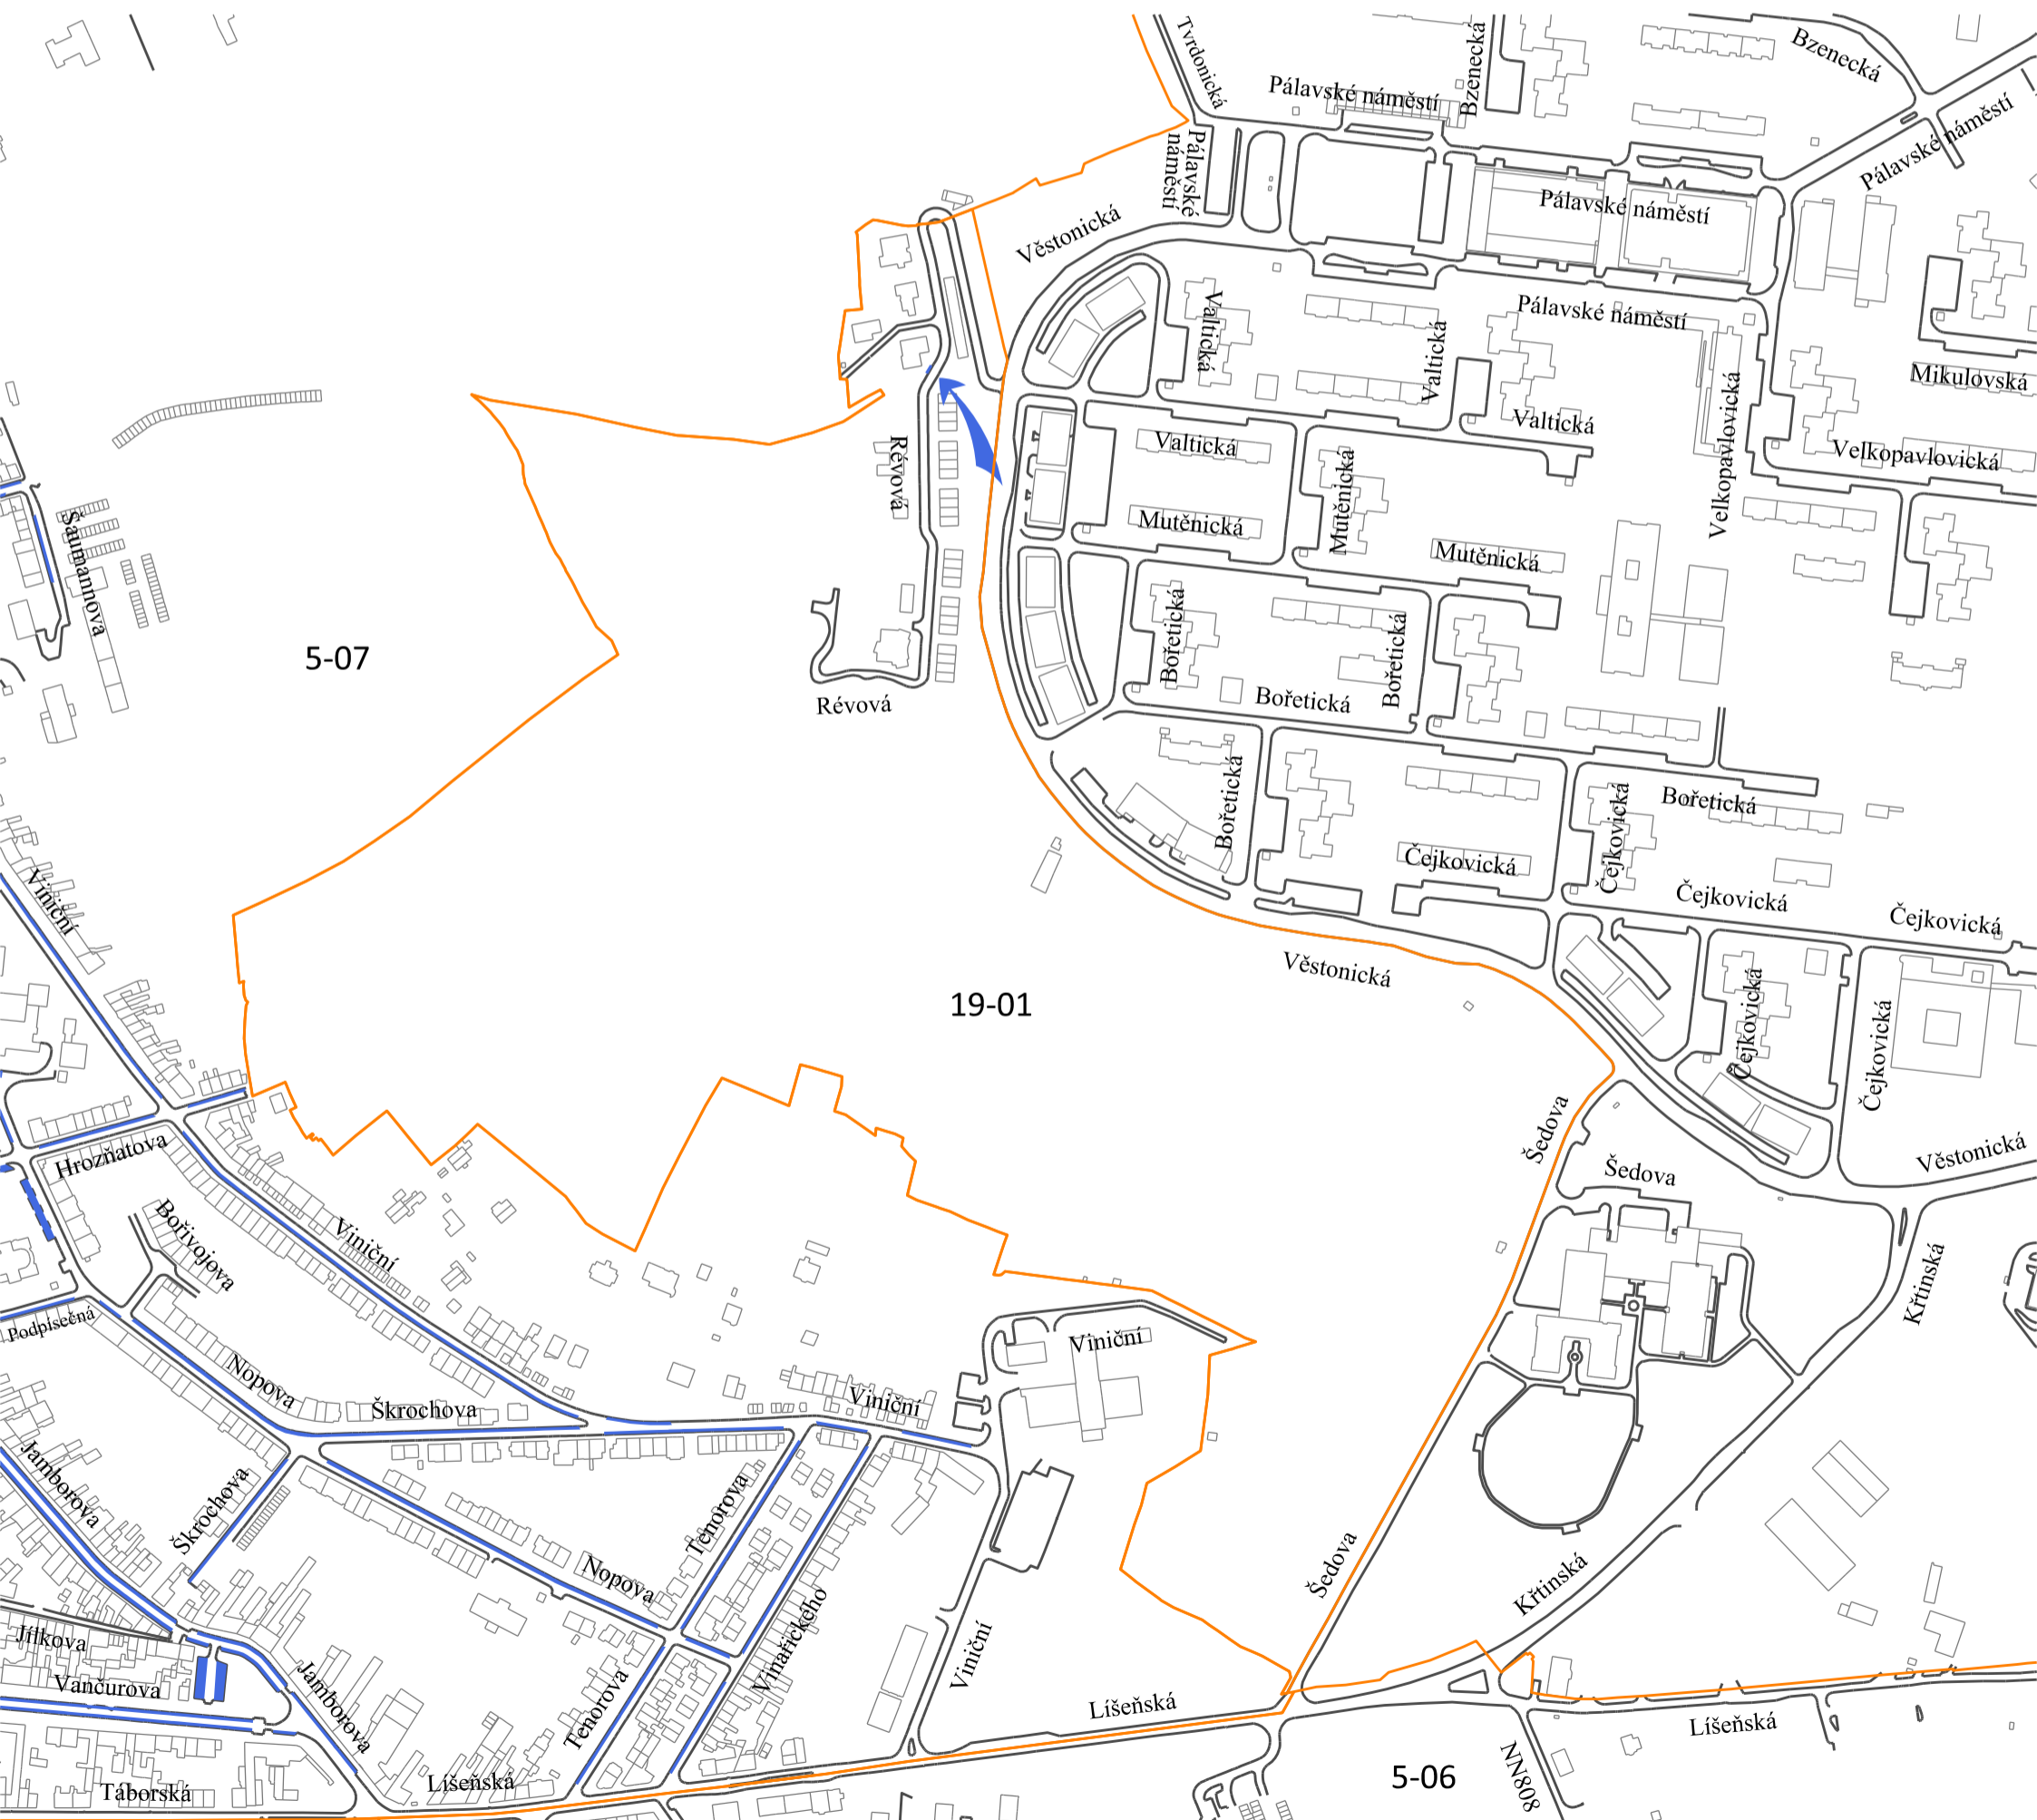 Tvrdonická
Bzenecká
Bzenecká
Pálavské náměstí
Pálavské náměstí
Pálavské
náměstí
Pálavské náměstí
Věstonická
Valtická
Pálavské náměstí
Valtická
Mikulovská
Velkopavlovická
Valtická
Valtická
Velkopavlovická
Révová
Mutěnická
Mutěnická
Mutěnická
Šaumannova
5-07
Bořetická
Bořetická
Bořetická
Révová
Bořetická
Bořetická
Čejkovická
Čejkovická
Viniční
Čejkovická
Čejkovická
Věstonická
19-01
Čejkovická
Čejkovická
Šedova
Hrozňatova
Věstonická
Šedova
Bořivojova
Viniční
Křtinská
Podpísečná
Viniční
Nopova
Škrochova
Viniční
Jamborova
Škrochova
Tenorova
Nopova
Šedova
Křtinská
Vinařického
Jílkova
Viniční
Vančurova
Jamborova
Tenorova
Líšeňská
Líšeňská
5-06
NN808
Líšeňská
Táborská